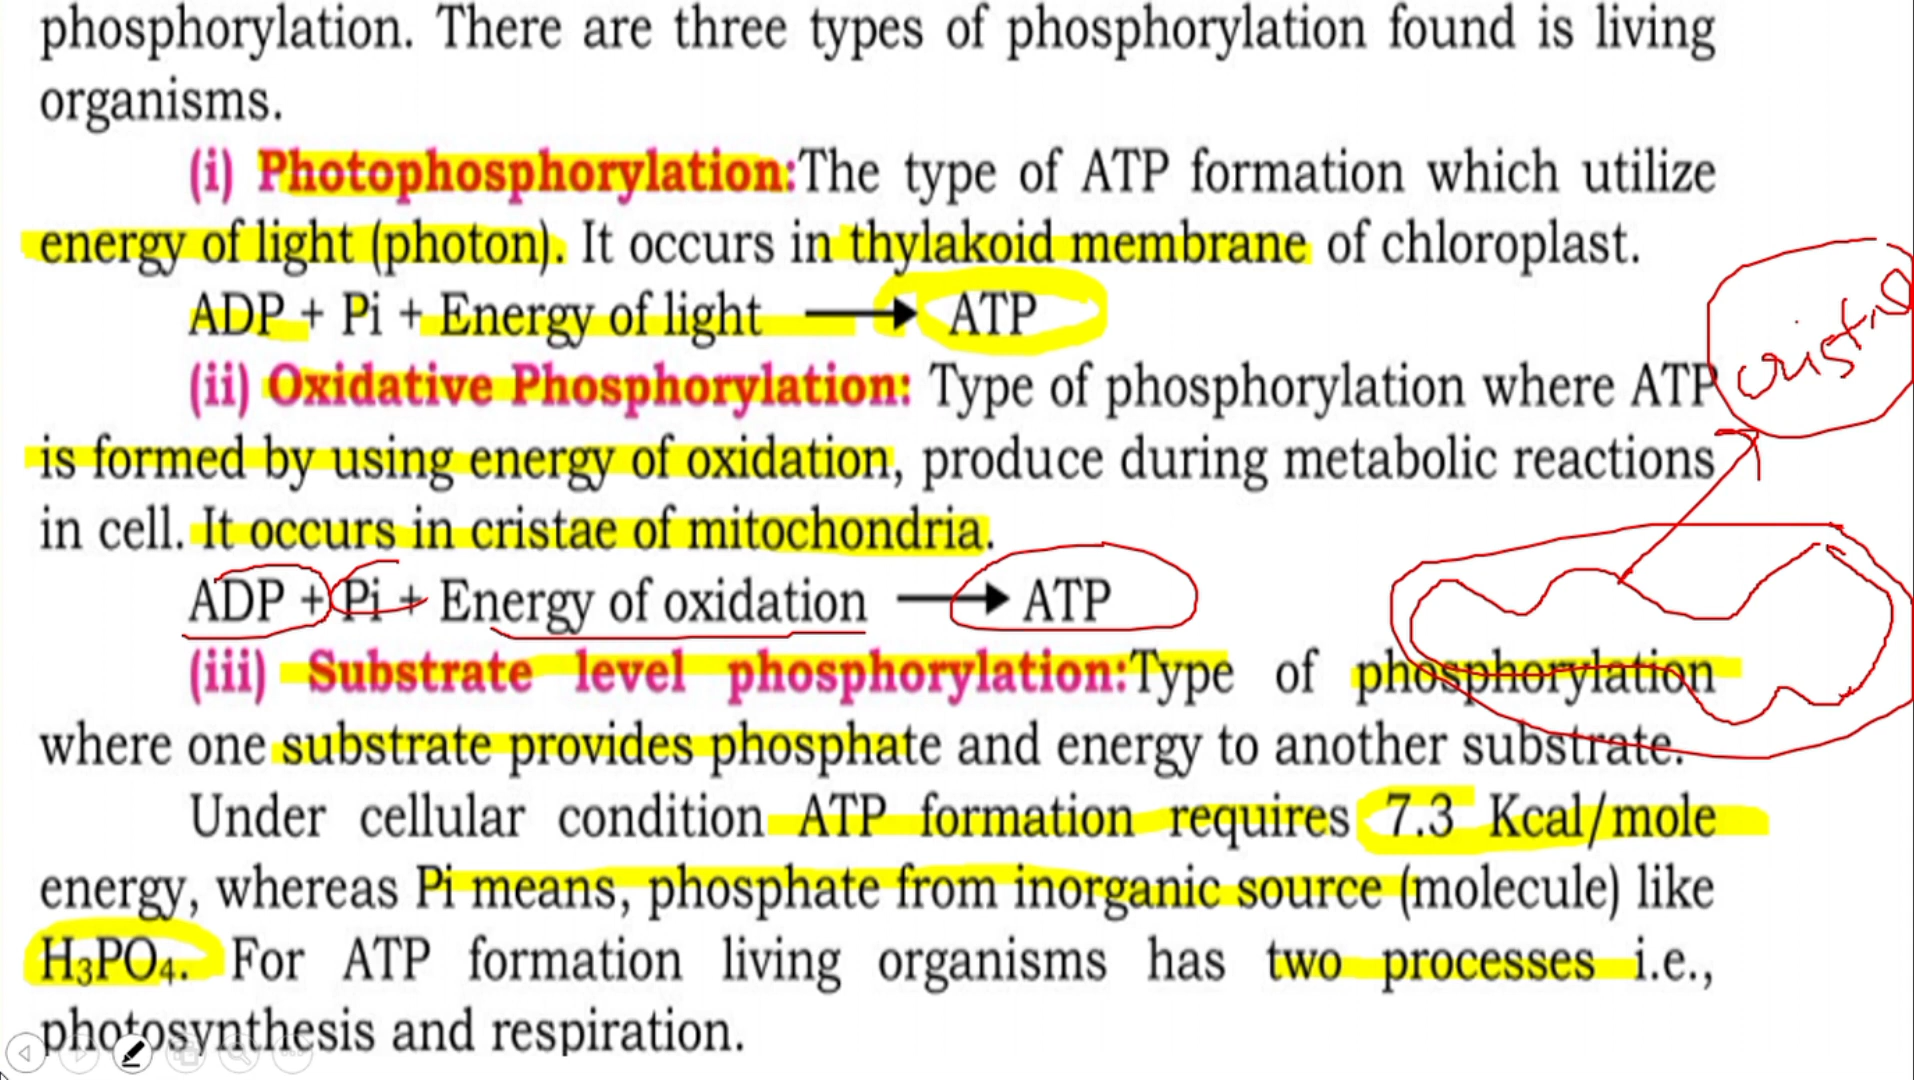 phosphorylation. There are three types of phosphorylation found is living
organisms.
(i) Photophosphorylation:The type of ATP formation which utilize
energy of light (photon). It occurs in thylakoid membrane of chloroplast.
ADP + Pi + Energy of light ⟶ ATP
(ii) Oxidative Phosphorylation: Type of phosphorylation where ATP
is formed by using energy of oxidation, produce during metabolic reactions
in cell. It occurs in cristae of mitochondria.
ADP + Pi + Energy of oxidation ⟶ ATP
(iii) Substrate level phosphorylation:Type of phosphorylation
where one substrate provides phosphate and energy to another substrate.
Under cellular condition ATP formation requires 7.3 Kcal/mole
energy, whereas Pi means, phosphate from inorganic source (molecule) like
H₃PO₄. For ATP formation living organisms has two processes i.e.,
photosynthesis and respiration.